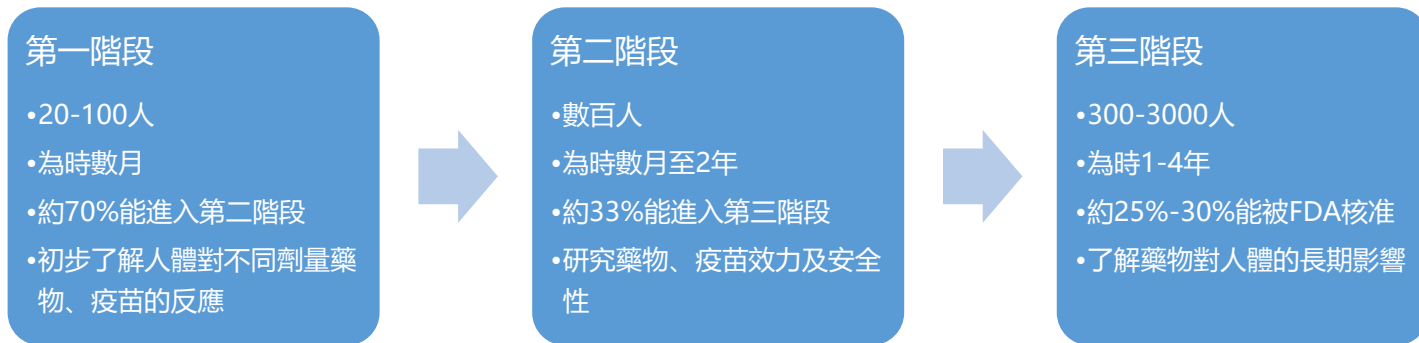 第一階段
•20-100人
•為時數月
•約70%能進入第二階段
•初步了解人體對不同劑量藥
物、疫苗的反應
第二階段
•數百人
•為時數月至2年
•約33%能進入第三階段
•研究藥物、疫苗效力及安全
性
第三階段
•300-3000人
•為時1-4年
•約25%-30%能被FDA核准
•了解藥物對人體的長期影響